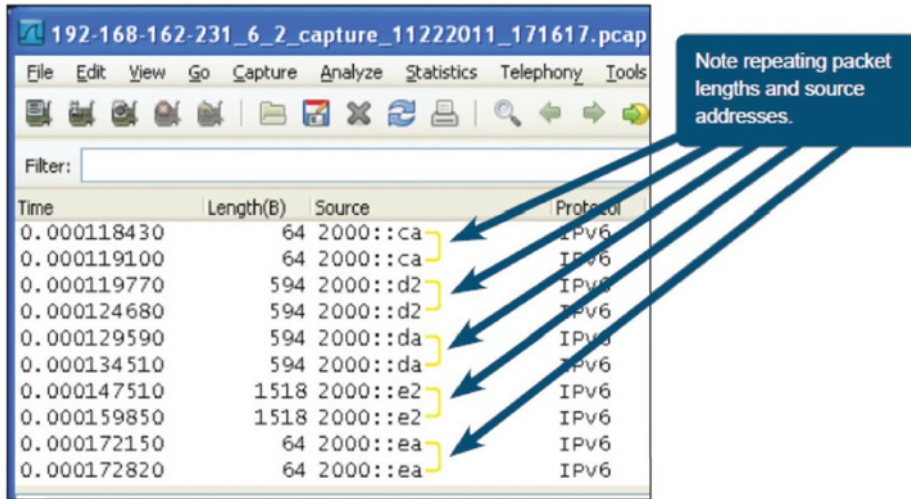 192-168-162-231_6_2_capture_11222011_171617.pcap
File Edit View Go Capture Analyze Statistics Telephony Tools
Note repeating packet
lengths and source
addresses.
Filter:
Time Length(B) Source Protocol
0.000118430 64 2000::ca IPv6
0.000119100 64 2000::ca IPv6
0.000119770 594 2000::d2 IPv6
0.000124680 594 2000::d2 IPv6
0.000129590 594 2000::da IPv6
0.000134510 594 2000::da IPv6
0.000147510 1518 2000::e2 IPv6
0.000159850 1518 2000::e2 IPv6
0.000172150 64 2000::ea IPv6
0.000172820 64 2000::ea IPv6